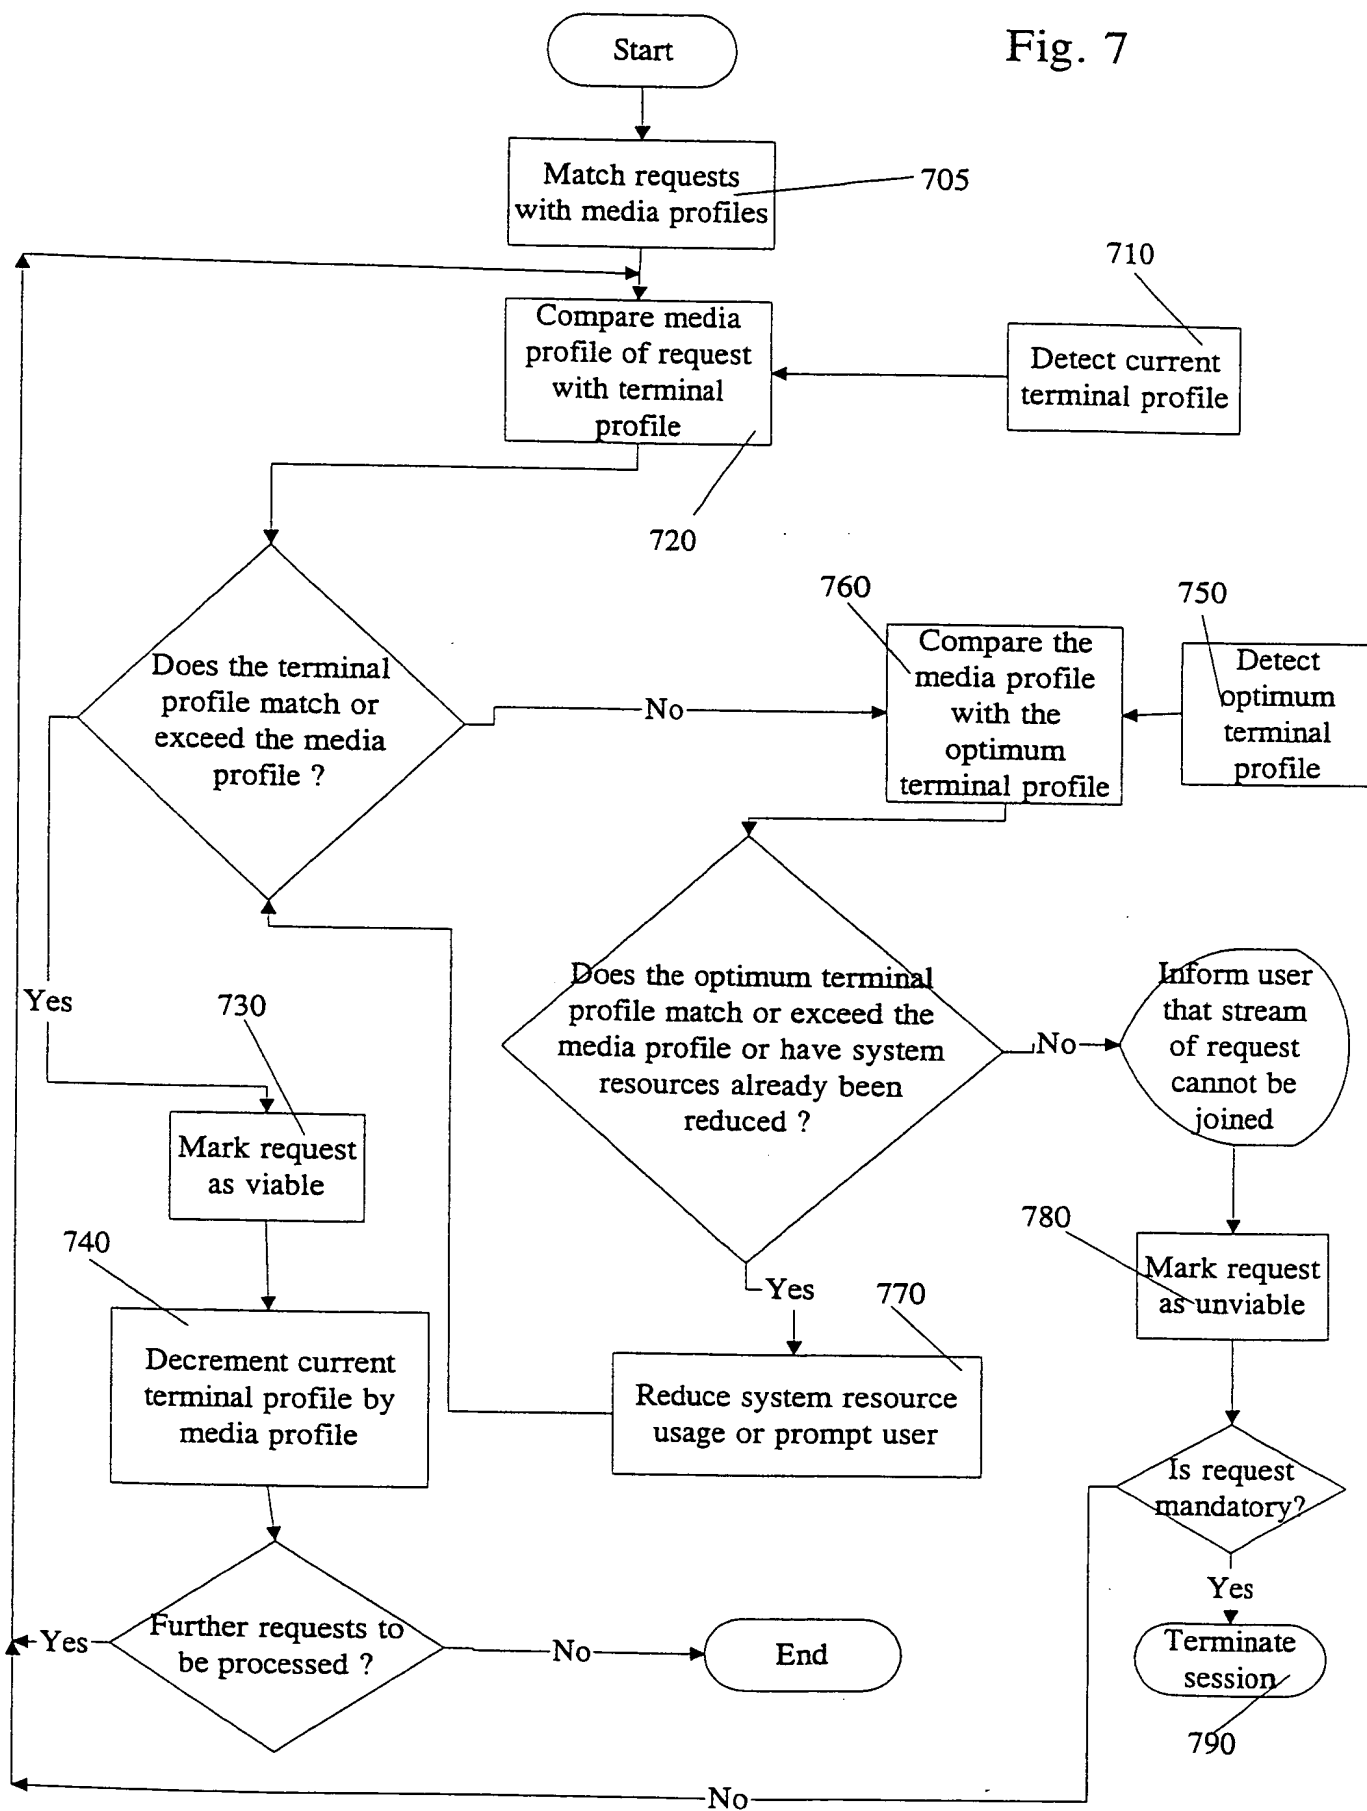 Fig. 7
Start
Match requests
with media profiles
705
710
Compare media
profile of request
with terminal
profile
Detect current
terminal profile
720
760
750
Does the terminal
profile match or
exceed the media
profile ?
No
Compare the
media profile
with the
optimum
terminal profile
Detect
optimum
terminal
profile
Yes
730
Does the optimum terminal
profile match or exceed the
media profile or have system
resources already been
reduced ?
No
Inform user
that stream
of request
cannot be
joined
Mark request
as viable
740
Yes
770
780
Mark request
as unviable
Decrement current
terminal profile by
media profile
Reduce system resource
usage or prompt user
Is request
mandatory?
Yes
Yes
Further requests to
be processed ?
No
End
Terminate
session
790
No